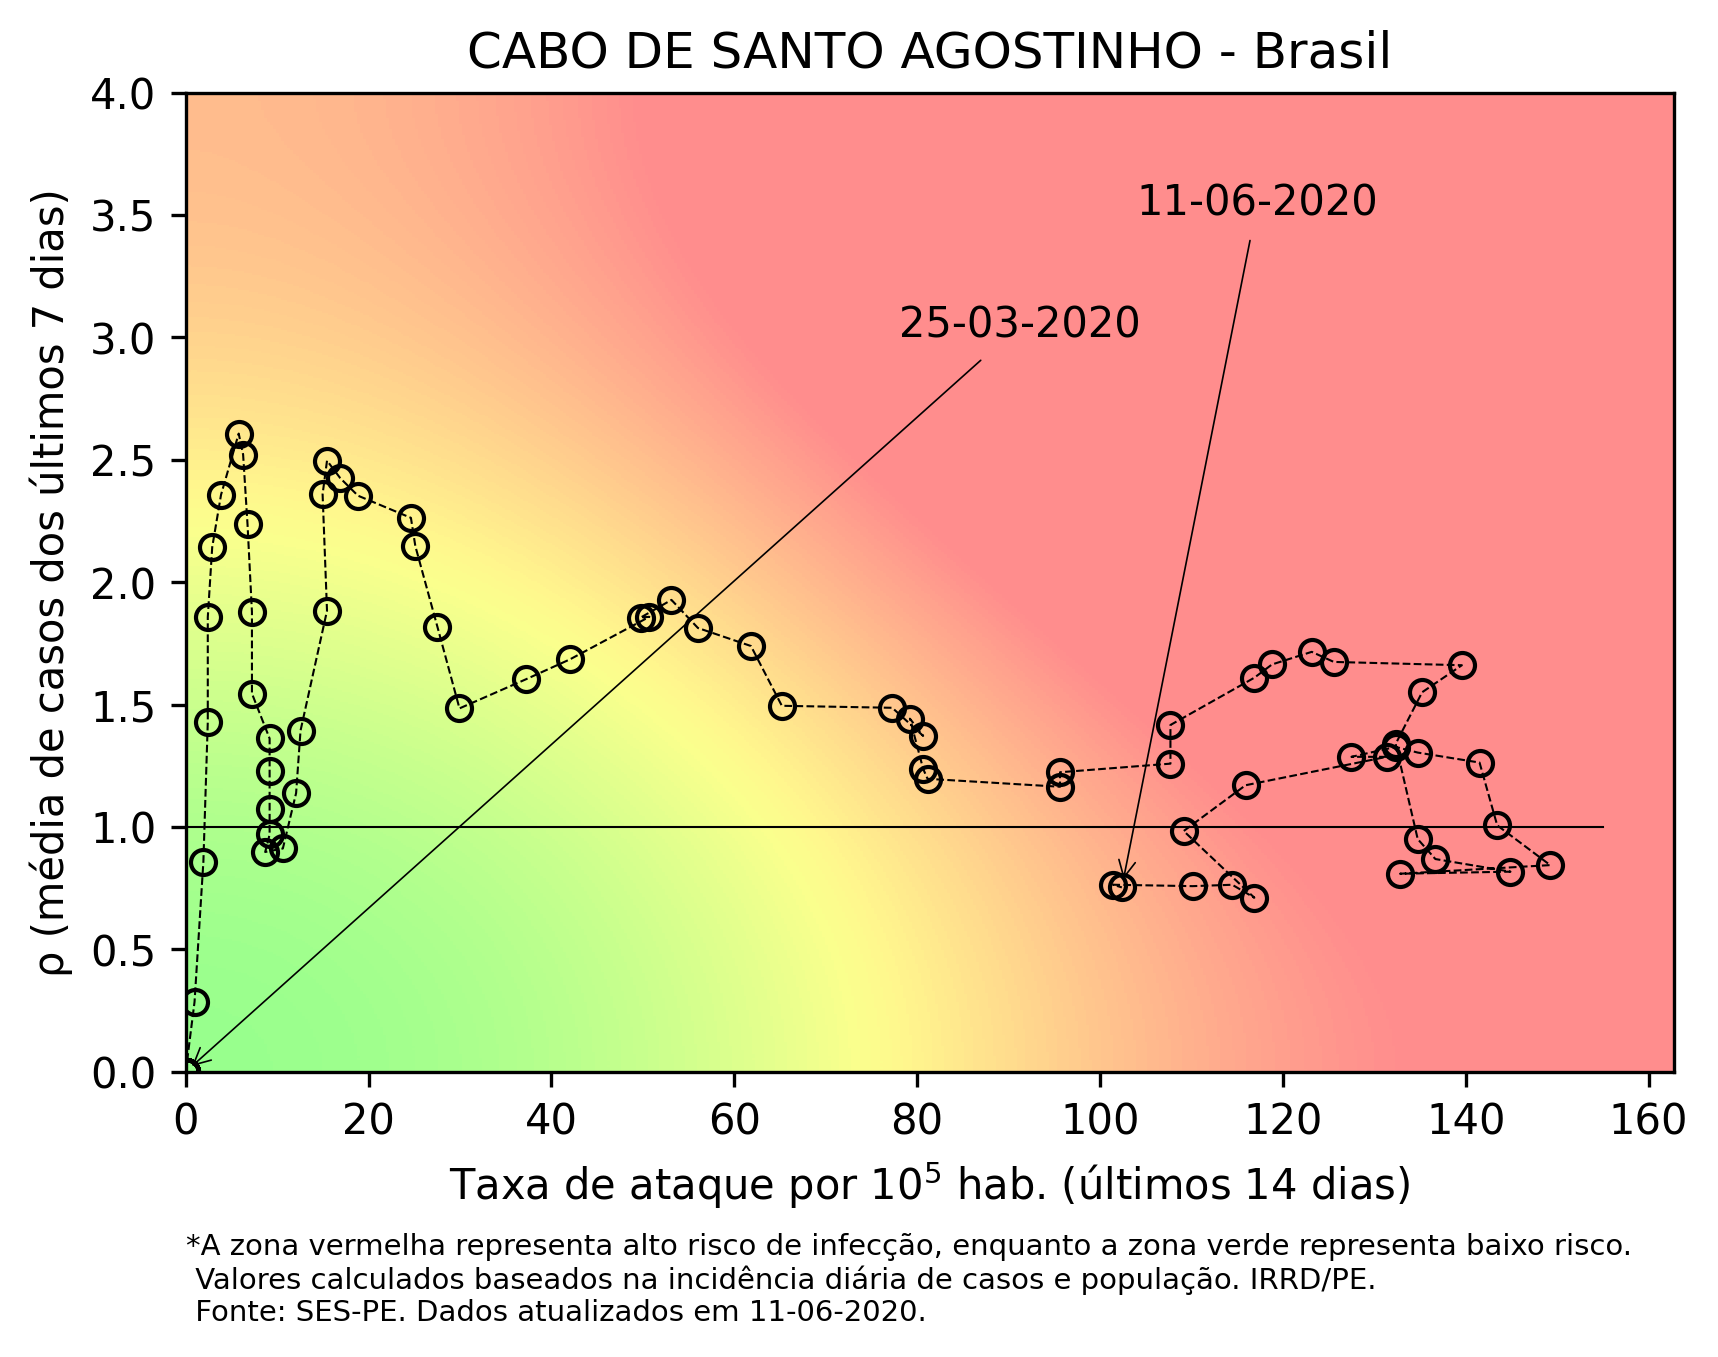 CABO DE SANTO AGOSTINHO - Brasil
4.0
3.5
3.0
2.5
2.0
1.5
1.0
0.5
0.0
ρ (média de casos dos últimos 7 dias)
11-06-2020
25-03-2020
0 20 40 60 80 100 120 140 160
Taxa de ataque por 10⁵ hab. (últimos 14 dias)
*A zona vermelha representa alto risco de infecção, enquanto a zona verde representa baixo risco.
Valores calculados baseados na incidência diária de casos e população. IRRD/PE.
Fonte: SES-PE. Dados atualizados em 11-06-2020.